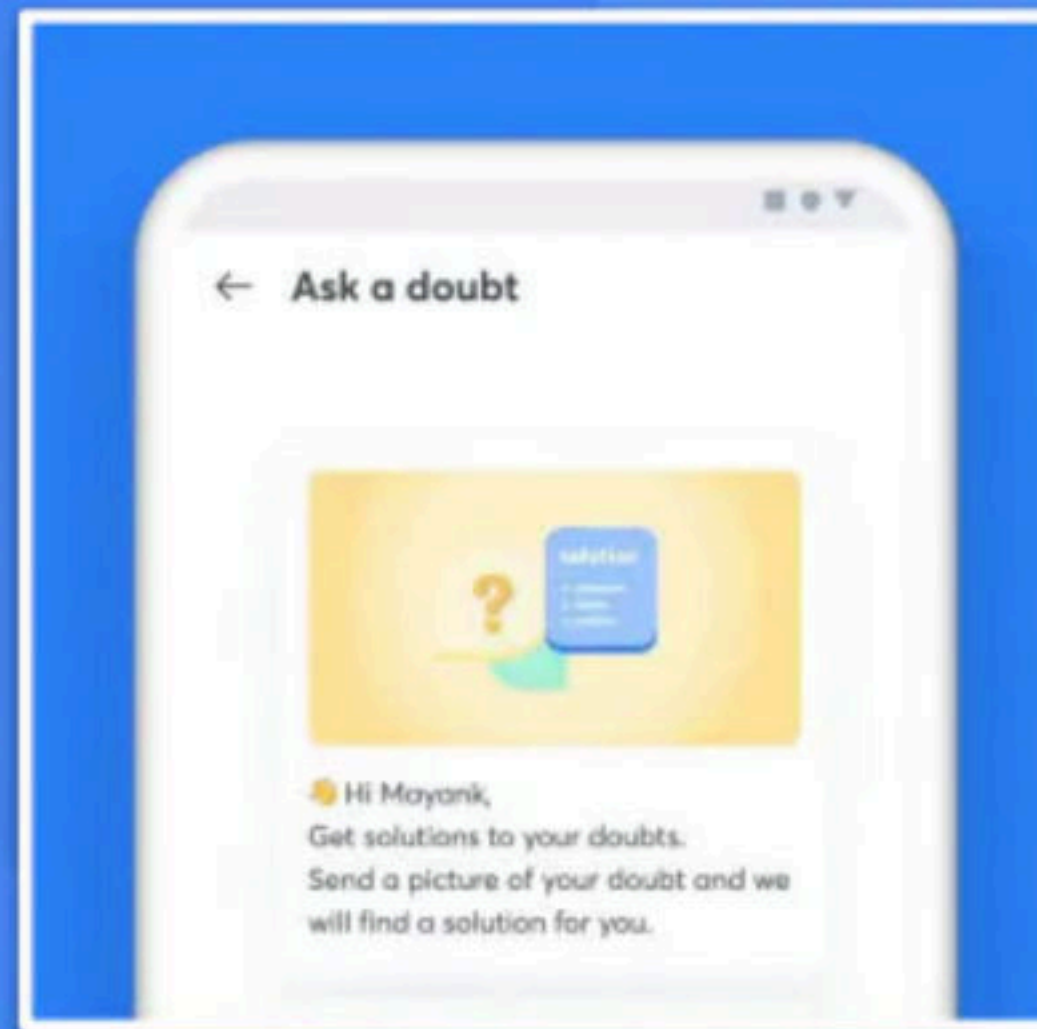 Ask a doubt
solution
Hi Mayank,
Get solutions to your doubts.
Send a picture of your doubt and we
will find a solution for you.